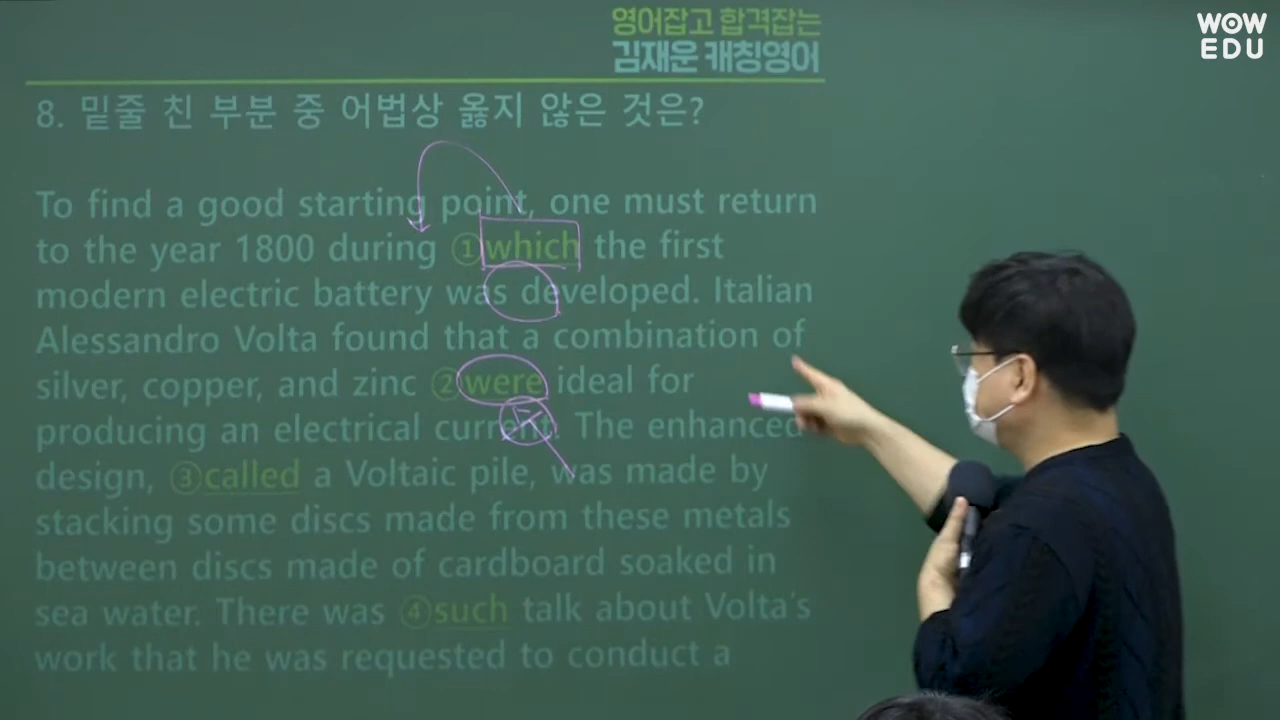 WOW
EDU
영어잡고 합격잡는
김재운 캐칭영어
8. 밑줄 친 부분 중 어법상 옳지 않은 것은?
To find a good starting point, one must return
to the year 1800 during ①which the first
modern electric battery was developed. Italian
Alessandro Volta found that a combination of
silver, copper, and zinc ②were ideal for
producing an electrical current. The enhanced
design, ③called a Voltaic pile, was made by
stacking some discs made from these metals
between discs made of cardboard soaked in
sea water. There was ④such talk about Volta's
work that he was requested to conduct a